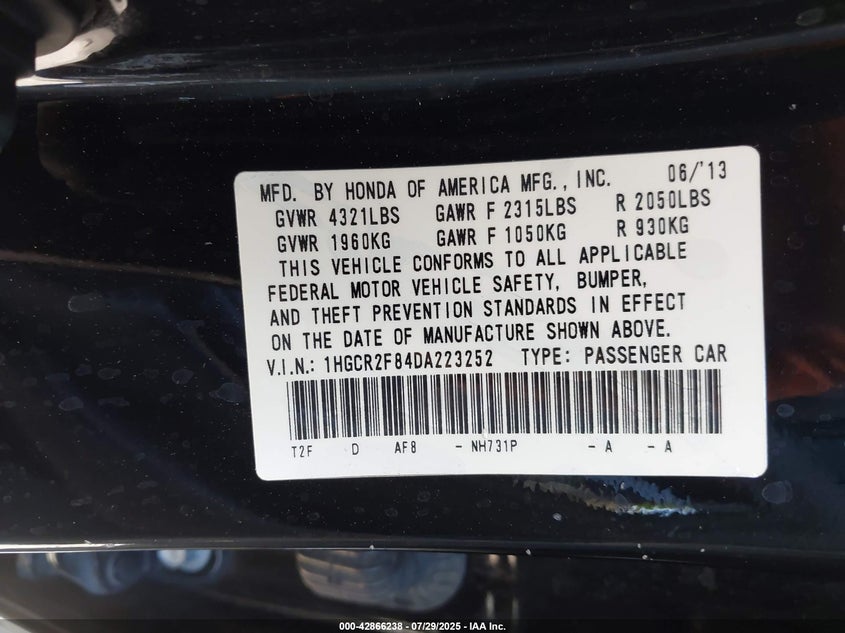 MFD. BY HONDA OF AMERICA MFG., INC. 06/'13
GVWR 4321LBS GAWR F 2315LBS R 2050LBS
GVWR 1960KG GAWR F 1050KG R 930KG
THIS VEHICLE CONFORMS TO ALL APPLICABLE
FEDERAL MOTOR VEHICLE SAFETY, BUMPER,
AND THEFT PREVENTION STANDARDS IN EFFECT
ON THE DATE OF MANUFACTURE SHOWN ABOVE.
V.I.N.: 1HGCR2F84DA223252 TYPE: PASSENGER CAR
T2F D AF8 - NH731P - A - A
000-42866238 - 07/29/2025 - IAA Inc.